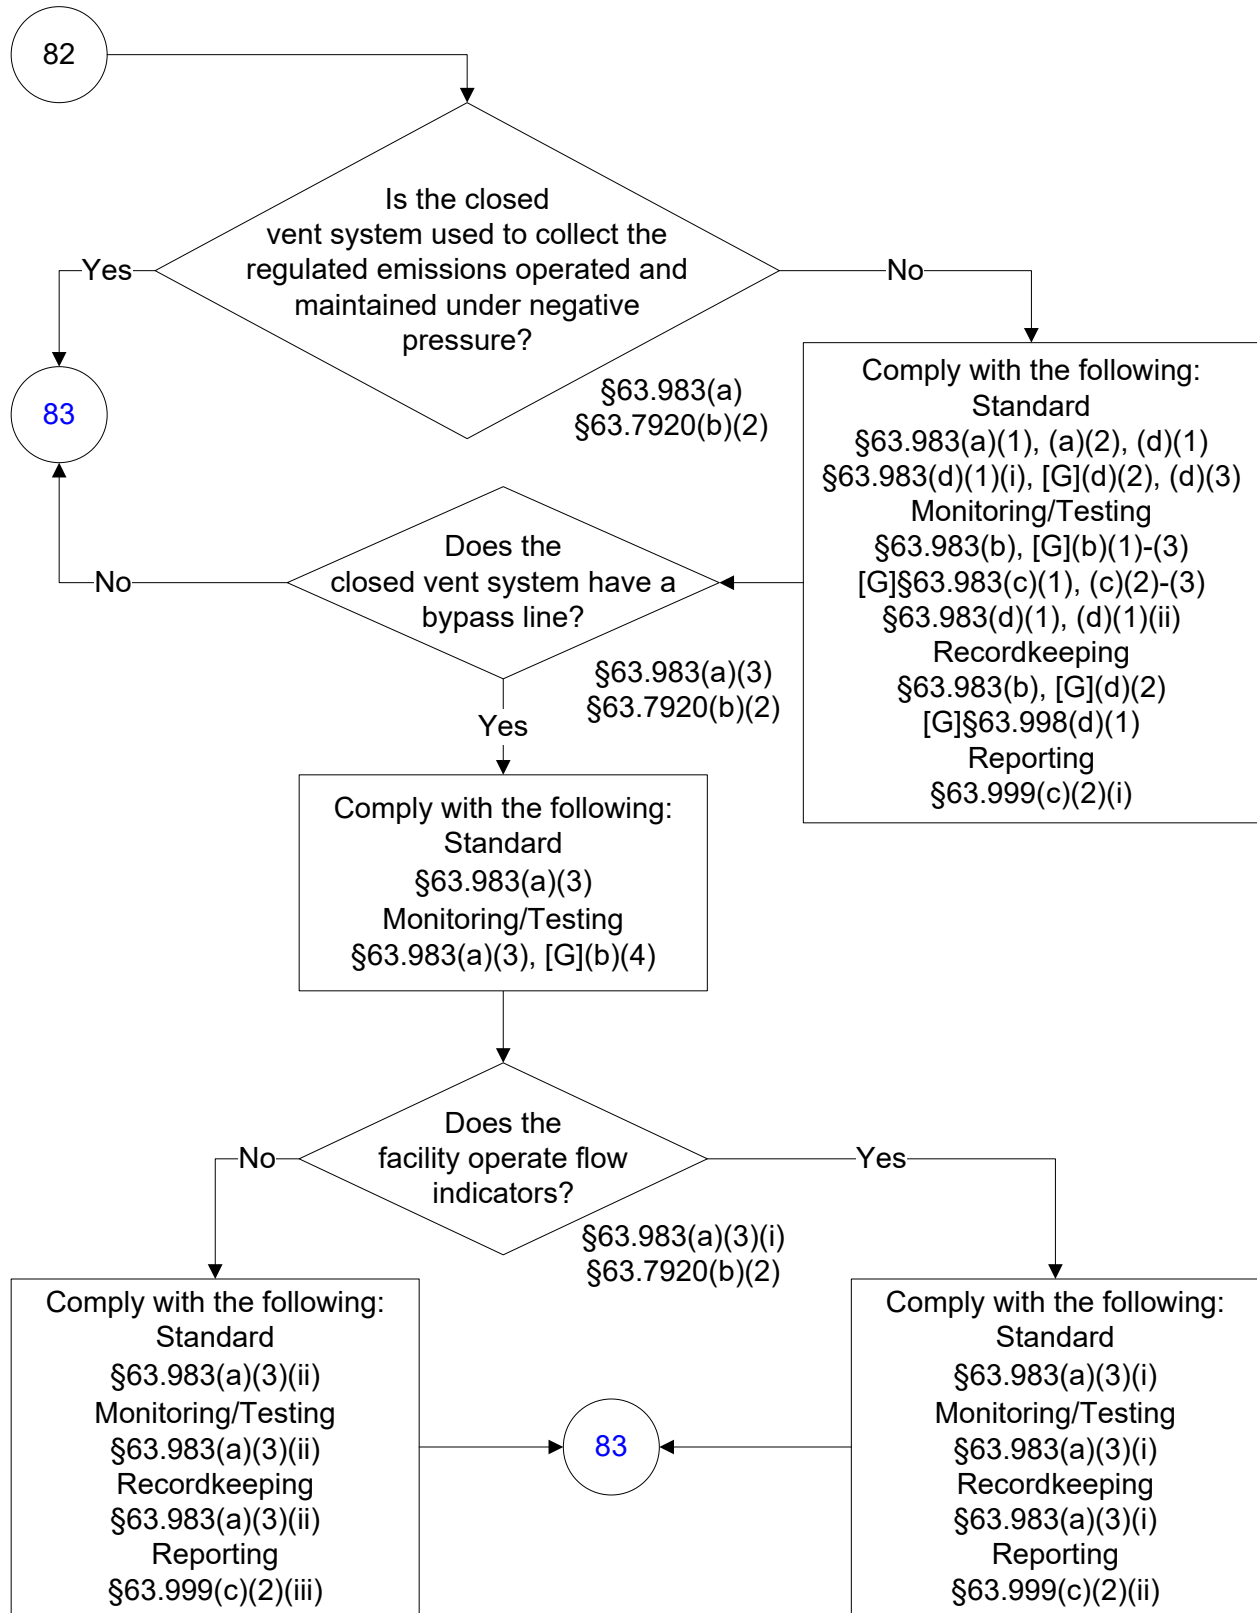 82
Is the closed
vent system used to collect the
regulated emissions operated and
maintained under negative
pressure?
Yes
No
§63.983(a)
§63.7920(b)(2)
83
Comply with the following:
Standard
§63.983(a)(1), (a)(2), (d)(1)
§63.983(d)(1)(i), [G](d)(2), (d)(3)
Monitoring/Testing
§63.983(b), [G](b)(1)-(3)
[G]§63.983(c)(1), (c)(2)-(3)
§63.983(d)(1), (d)(1)(ii)
Recordkeeping
§63.983(b), [G](d)(2)
[G]§63.998(d)(1)
Reporting
§63.999(c)(2)(i)
Does the
closed vent system have a
bypass line?
No
§63.983(a)(3)
§63.7920(b)(2)
Yes
Comply with the following:
Standard
§63.983(a)(3)
Monitoring/Testing
§63.983(a)(3), [G](b)(4)
Does the
facility operate flow
indicators?
No
Yes
§63.983(a)(3)(i)
§63.7920(b)(2)
Comply with the following:
Standard
§63.983(a)(3)(ii)
Monitoring/Testing
§63.983(a)(3)(ii)
Recordkeeping
§63.983(a)(3)(ii)
Reporting
§63.999(c)(2)(iii)
83
Comply with the following:
Standard
§63.983(a)(3)(i)
Monitoring/Testing
§63.983(a)(3)(i)
Recordkeeping
§63.983(a)(3)(i)
Reporting
§63.999(c)(2)(ii)